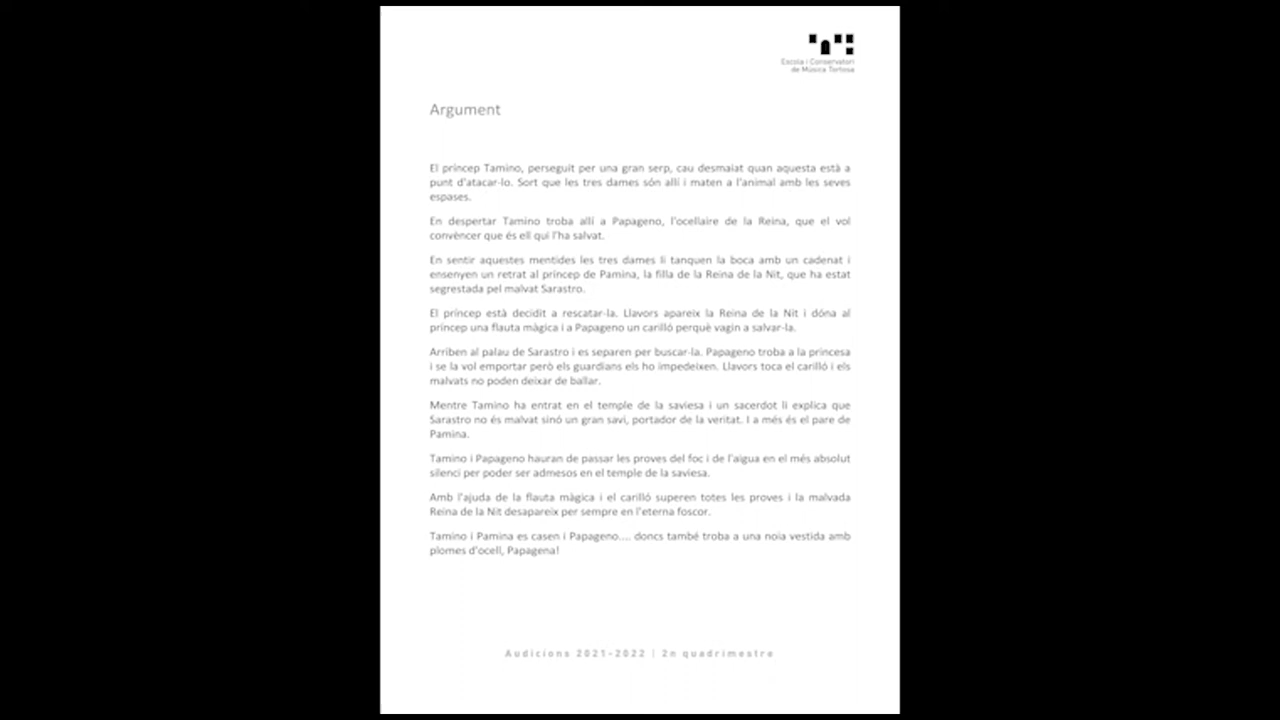 Escola i Conservatori
de Música Tortosa
Argument
El príncep Tamino, perseguit per una gran serp, cau desmaiat quan aquesta està a
punt d'atacar-lo. Sort que les tres dames són allí i maten a l'animal amb les seves
espases.
En despertar Tamino troba allí a Papageno, l'ocellaire de la Reina, que el vol
convèncer que és ell qui l'ha salvat.
En sentir aquestes mentides les tres dames li tanquen la boca amb un cadenat i
ensenyen un retrat al príncep de Pamina, la filla de la Reina de la Nit, que ha estat
segrestada pel malvat Sarastro.
El príncep està decidit a rescatar-la. Llavors apareix la Reina de la Nit i dóna al
príncep una flauta màgica i a Papageno un carilló perquè vagin a salvar-la.
Arriben al palau de Sarastro i es separen per buscar-la. Papageno troba a la princesa
i se la vol emportar però els guardians els ho impedeixen. Llavors toca el carilló i els
malvats no poden deixar de ballar.
Mentre Tamino ha entrat en el temple de la saviesa i un sacerdot li explica que
Sarastro no és malvat sinó un gran savi, portador de la veritat. I a més és el pare de
Pamina.
Tamino i Papageno hauran de passar les proves del foc i de l'aigua en el més absolut
silenci per poder ser admesos en el temple de la saviesa.
Amb l'ajuda de la flauta màgica i el carilló superen totes les proves i la malvada
Reina de la Nit desapareix per sempre en l'eterna foscor.
Tamino i Pamina es casen i Papageno.... doncs també troba a una noia vestida amb
plomes d'ocell, Papagena!
Audicions 2021-2022 | 2n quadrimestre